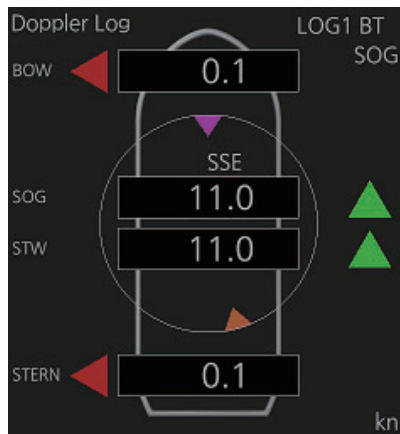 Doppler Log LOG1 BT
SOG
BOW 0.1
SSE
SOG 11.0
STW 11.0
STERN 0.1
kn